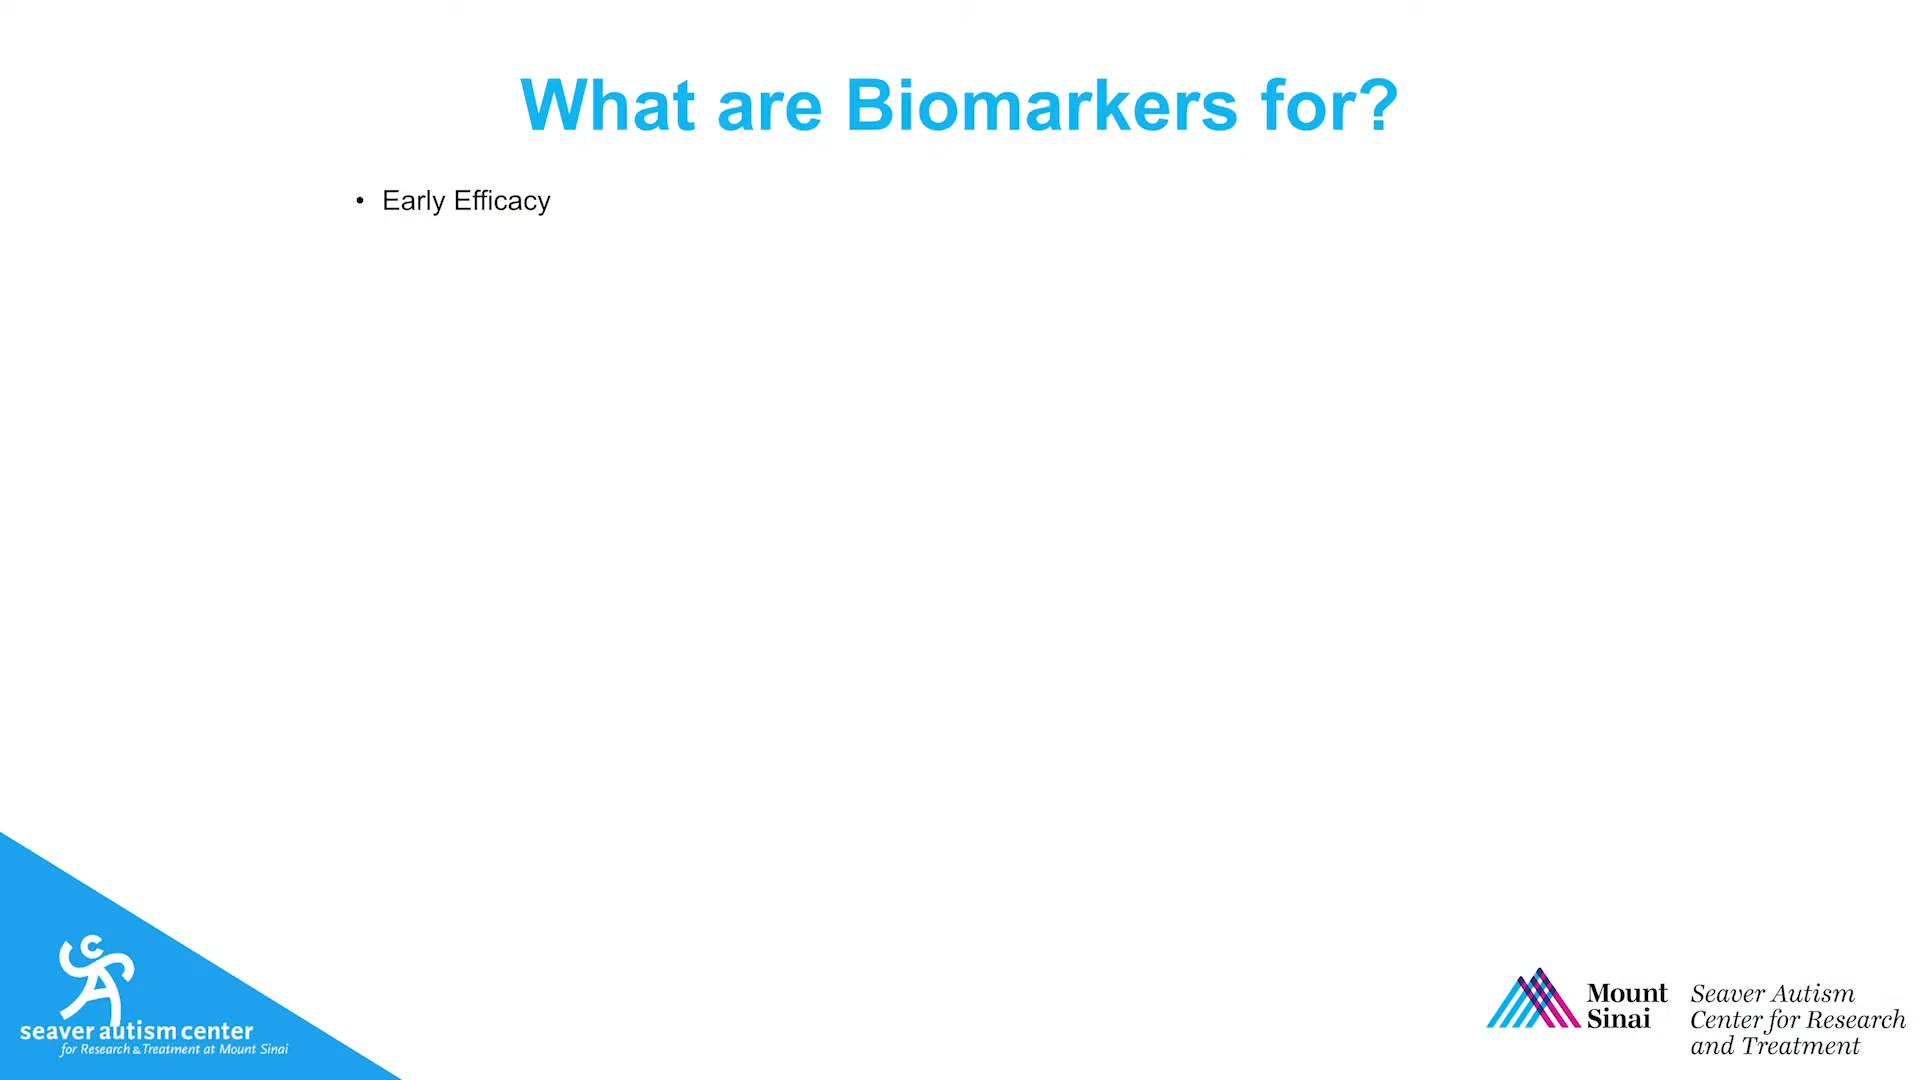 What are Biomarkers for?
• Early Efficacy
seaver autism center
for Research & Treatment at Mount Sinai
Mount
Sinai
Seaver Autism
Center for Research
and Treatment